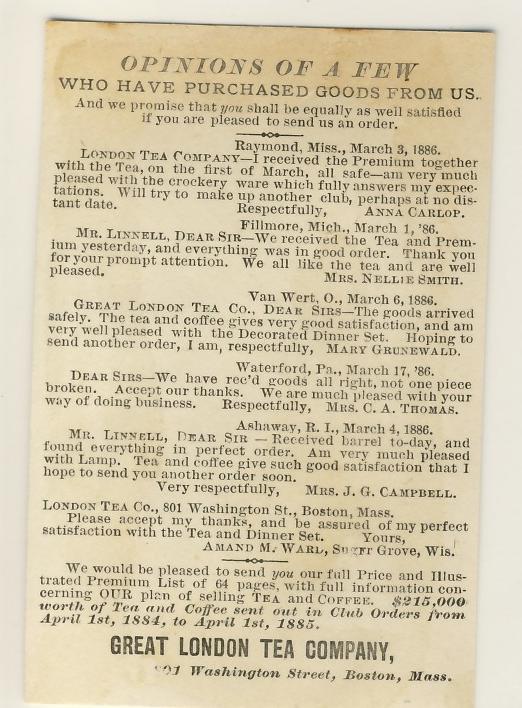 OPINIONS OF A FEW
WHO HAVE PURCHASED GOODS FROM US.
And we promise that you shall be equally as well satisfied
if you are pleased to send us an order.
Raymond, Miss., March 3, 1886.
LONDON TEA COMPANY—I received the Premium together
with the Tea, on the first of March, all safe—am very much
pleased with the crockery ware which fully answers my expec-
tations. Will try to make up another club, perhaps at no dis-
tant date. Respectfully, ANNA CARLOP.
Fillmore, Mich., March 1, '86.
MR. LINNELL, DEAR SIR—We received the Tea and Prem-
ium yesterday, and everything was in good order. Thank you
for your prompt attention. We all like the tea and are well
pleased. MRS. NELLIE SMITH.
Van Wert, O., March 6, 1886.
GREAT LONDON TEA CO., DEAR SIRS—The goods arrived
safely. The tea and coffee gives very good satisfaction, and am
very well pleased with the Decorated Dinner Set. Hoping to
send another order, I am, respectfully, MARY GRUNEWALD.
Waterford, Pa., March 17, '86.
DEAR SIRS—We have rec'd goods all right, not one piece
broken. Accept our thanks. We are much pleased with your
way of doing business. Respectfully, MRS. C. A. THOMAS.
Ashaway, R. I., March 4, 1886.
MR. LINNELL, DEAR SIR — Received barrel to-day, and
found everything in perfect order. Am very much pleased
with Lamp. Tea and coffee give such good satisfaction that I
hope to send you another order soon.
Very respectfully, MRS. J. G. CAMPBELL.
LONDON TEA CO., 801 Washington St., Boston, Mass.
Please accept my thanks, and be assured of my perfect
satisfaction with the Tea and Dinner Set. Yours,
AMAND M. WARD, Sugar Grove, Wis.
We would be pleased to send you our full Price and Illus-
trated Premium List of 64 pages, with full information con-
cerning OUR plan of selling TEA and COFFEE. $215,000
worth of Tea and Coffee sent out in Club Orders from
April 1st, 1884, to April 1st, 1885.
GREAT LONDON TEA COMPANY,
801 Washington Street, Boston, Mass.